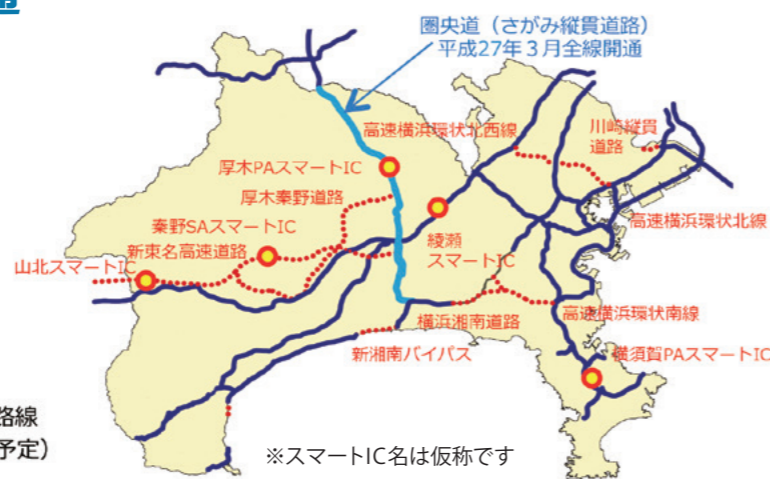 圏央道（さがみ縦貫道路）
平成27年３月全線開通
高速横浜環状北西線
川崎縦貫
道路
厚木PAスマートIC
厚木秦野道路
秦野SAスマートIC
新東名高速道路
山北スマートIC
綾瀬
スマートIC
高速横浜環状北線
横浜湘南道路
高速横浜環状南線
新湘南バイパス
横須賀PAスマートIC
路線
予定）
※スマートIC名は仮称です